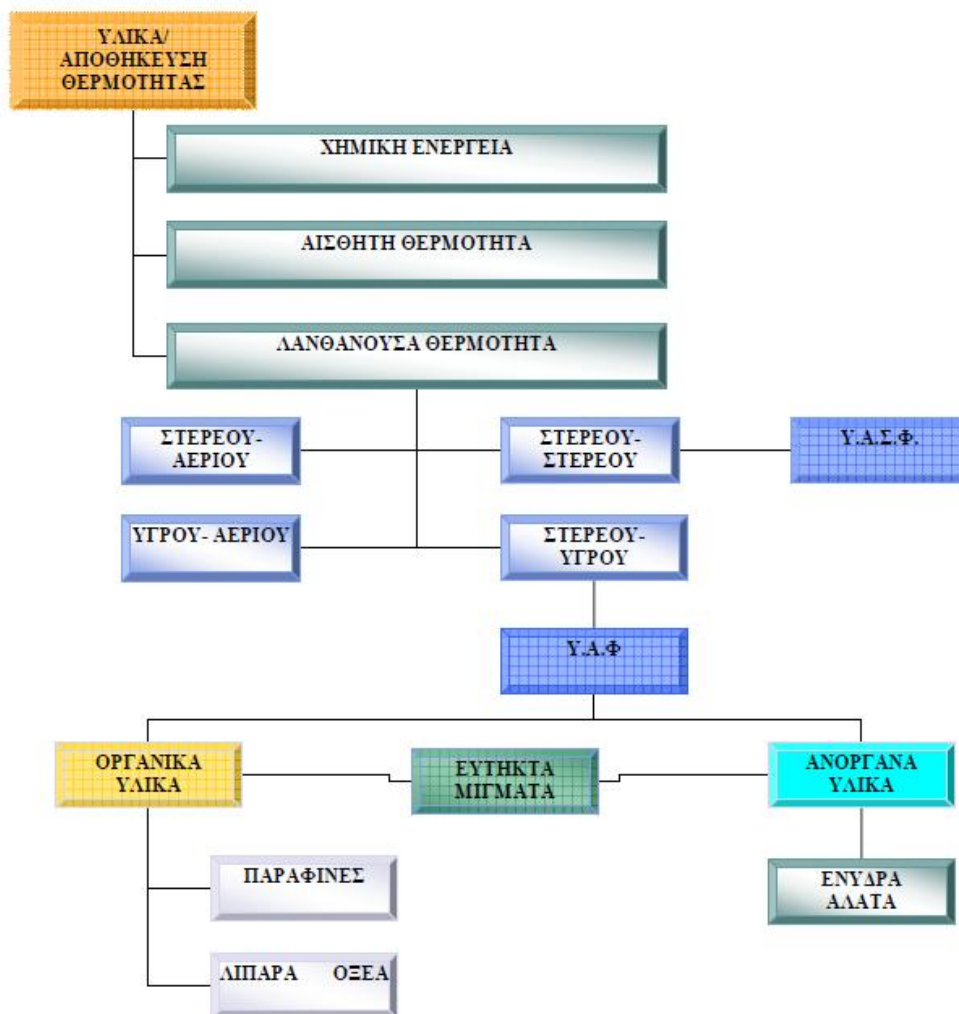 ΥΛΙΚΑ/
ΑΠΟΘΗΚΕΥΣΗ
ΘΕΡΜΟΤΗΤΑΣ
ΧΗΜΙΚΗ ΕΝΕΡΓΕΙΑ
ΑΙΣΘΗΤΗ ΘΕΡΜΟΤΗΤΑ
ΛΑΝΘΑΝΟΥΣΑ ΘΕΡΜΟΤΗΤΑ
ΣΤΕΡΕΟΥ-
ΑΕΡΙΟΥ
ΣΤΕΡΕΟΥ-
ΣΤΕΡΕΟΥ
Υ.Α.Σ.Φ.
ΥΓΡΟΥ- ΑΕΡΙΟΥ
ΣΤΕΡΕΟΥ-
ΥΓΡΟΥ
Υ.Α.Φ
ΟΡΓΑΝΙΚΑ
ΥΛΙΚΑ
ΕΥΤΗΚΤΑ
ΜΙΓΜΑΤΑ
ΑΝΟΡΓΑΝΑ
ΥΛΙΚΑ
ΠΑΡΑΦΙΝΕΣ
ΕΝΥΔΡΑ
ΑΛΑΤΑ
ΛΙΠΑΡΑ ΟΞΕΑ